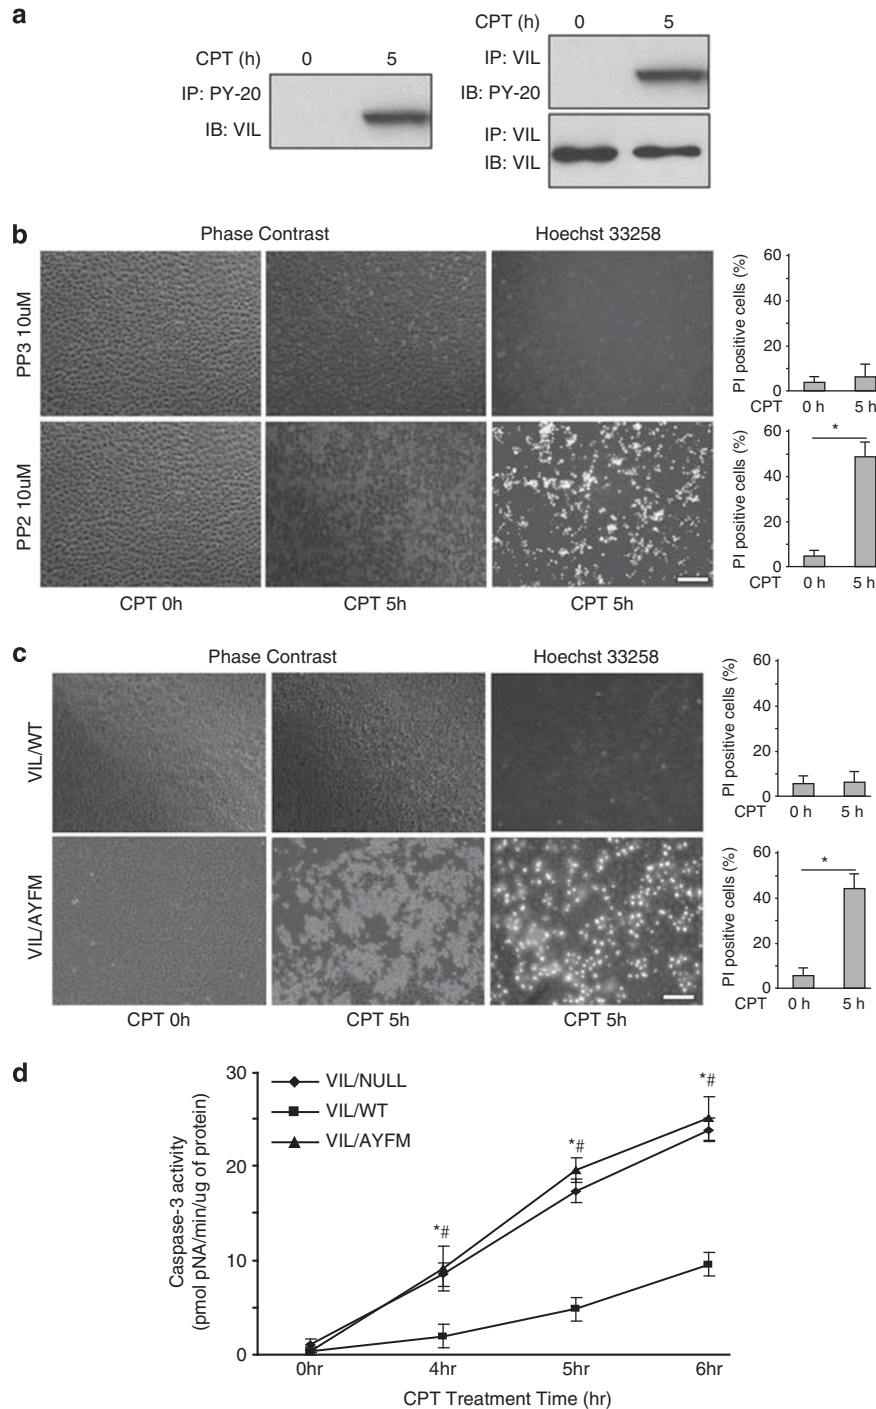 a
CPT (h) 0 5
IP: PY-20
IB: VIL
CPT (h) 0 5
IP: VIL
IB: PY-20
IP: VIL
IB: VIL
b
Phase Contrast Hoechst 33258
PP3 10uM
PP2 10uM
CPT 0h CPT 5h CPT 5h
PI positive cells (%)
60
40
20
0
CPT 0 h 5 h
PI positive cells (%)
60
40
20
0
*
CPT 0 h 5 h
c
Phase Contrast Hoechst 33258
VIL/WT
VIL/AYFM
CPT 0h CPT 5h CPT 5h
PI positive cells (%)
60
40
20
0
CPT 0 h 5 h
PI positive cells (%)
60
40
20
0
*
CPT 0 h 5 h
d
Caspase-3 activity
(pmol pNA/min/ug of protein)
30
20
10
0
VIL/NULL
VIL/WT
VIL/AYFM
*#
*#
*#
0hr 4hr 5hr 6hr
CPT Treatment Time (hr)